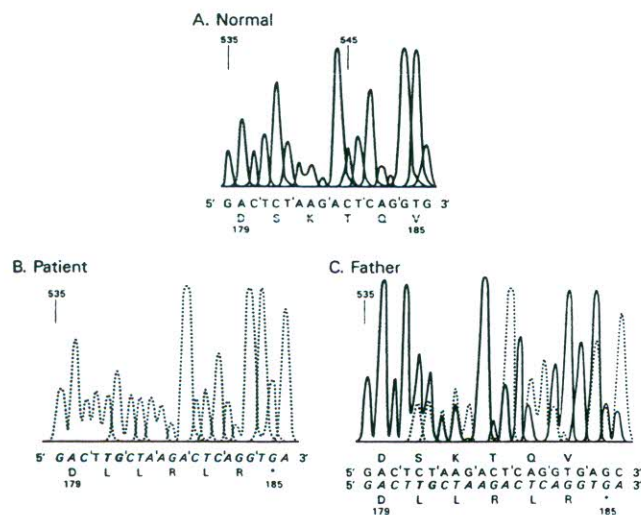 A. Normal
535 545
5' G A C'T C T'A A G'A C T'C A G'G T G 3'
D S K T Q V
179 185
B. Patient
535
5' G A C'T T G'C T A'A G A'C T C'A G G'T G A 3'
D L L R L R *
179 185
C. Father
535
D S K T Q V
5' G A C'T C T'A A G'A C T'C A G'G T G'A G C 3'
5' G A C T T G C T A A G A C T C A G G T G A 3'
D L L R L R *
179 185